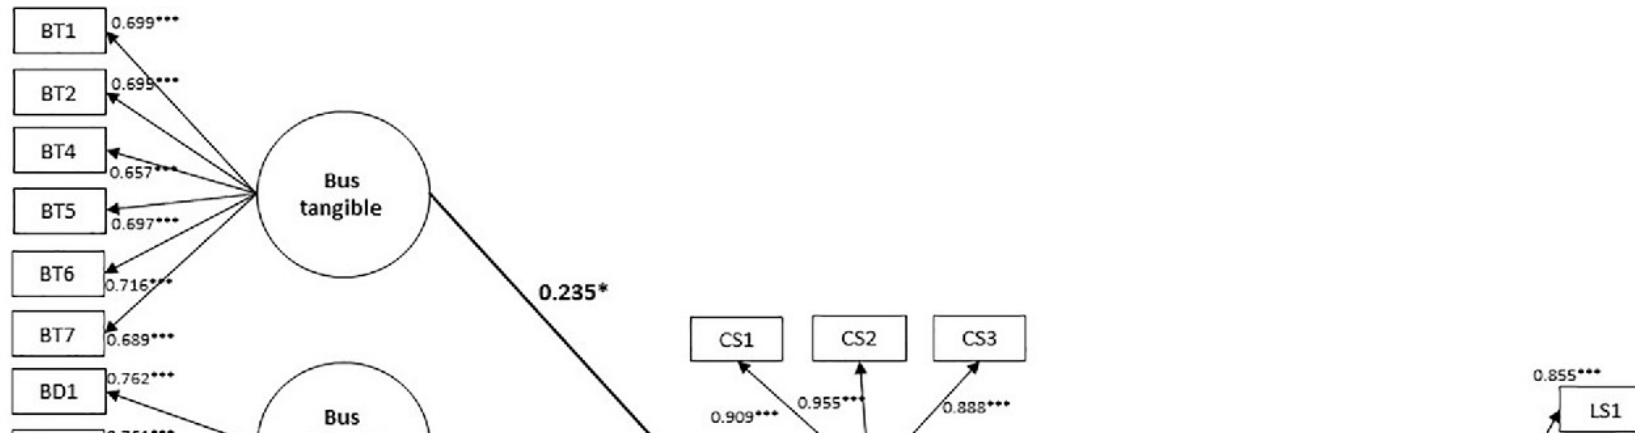 BT1
0.699***
BT2
0.699***
BT4
0.657***
BT5
0.697***
BT6
0.716***
BT7
0.689***
Bus
tangible
0.235*
BD1
0.762***
Bus
CS1
CS2
CS3
0.909***
0.955***
0.888***
0.855***
LS1